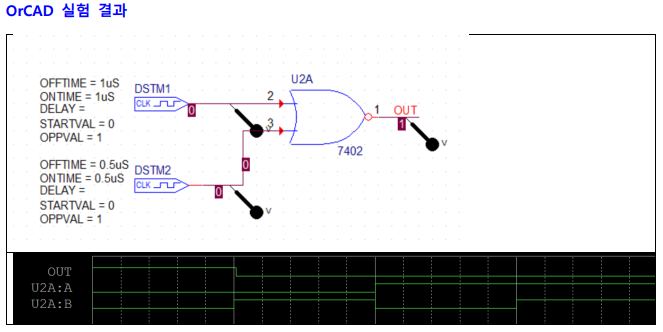 OrCAD 실험 결과
OFFTIME = 1uS
ONTIME = 1uS
DELAY =
STARTVAL = 0
OPPVAL = 1
DSTM1
CLK
0
U2A
2
3
1
OUT
1
7402
V
V
0
OFFTIME = 0.5uS
ONTIME = 0.5uS
DELAY =
STARTVAL = 0
OPPVAL = 1
DSTM2
CLK
0
V
OUT
U2A:A
U2A:B